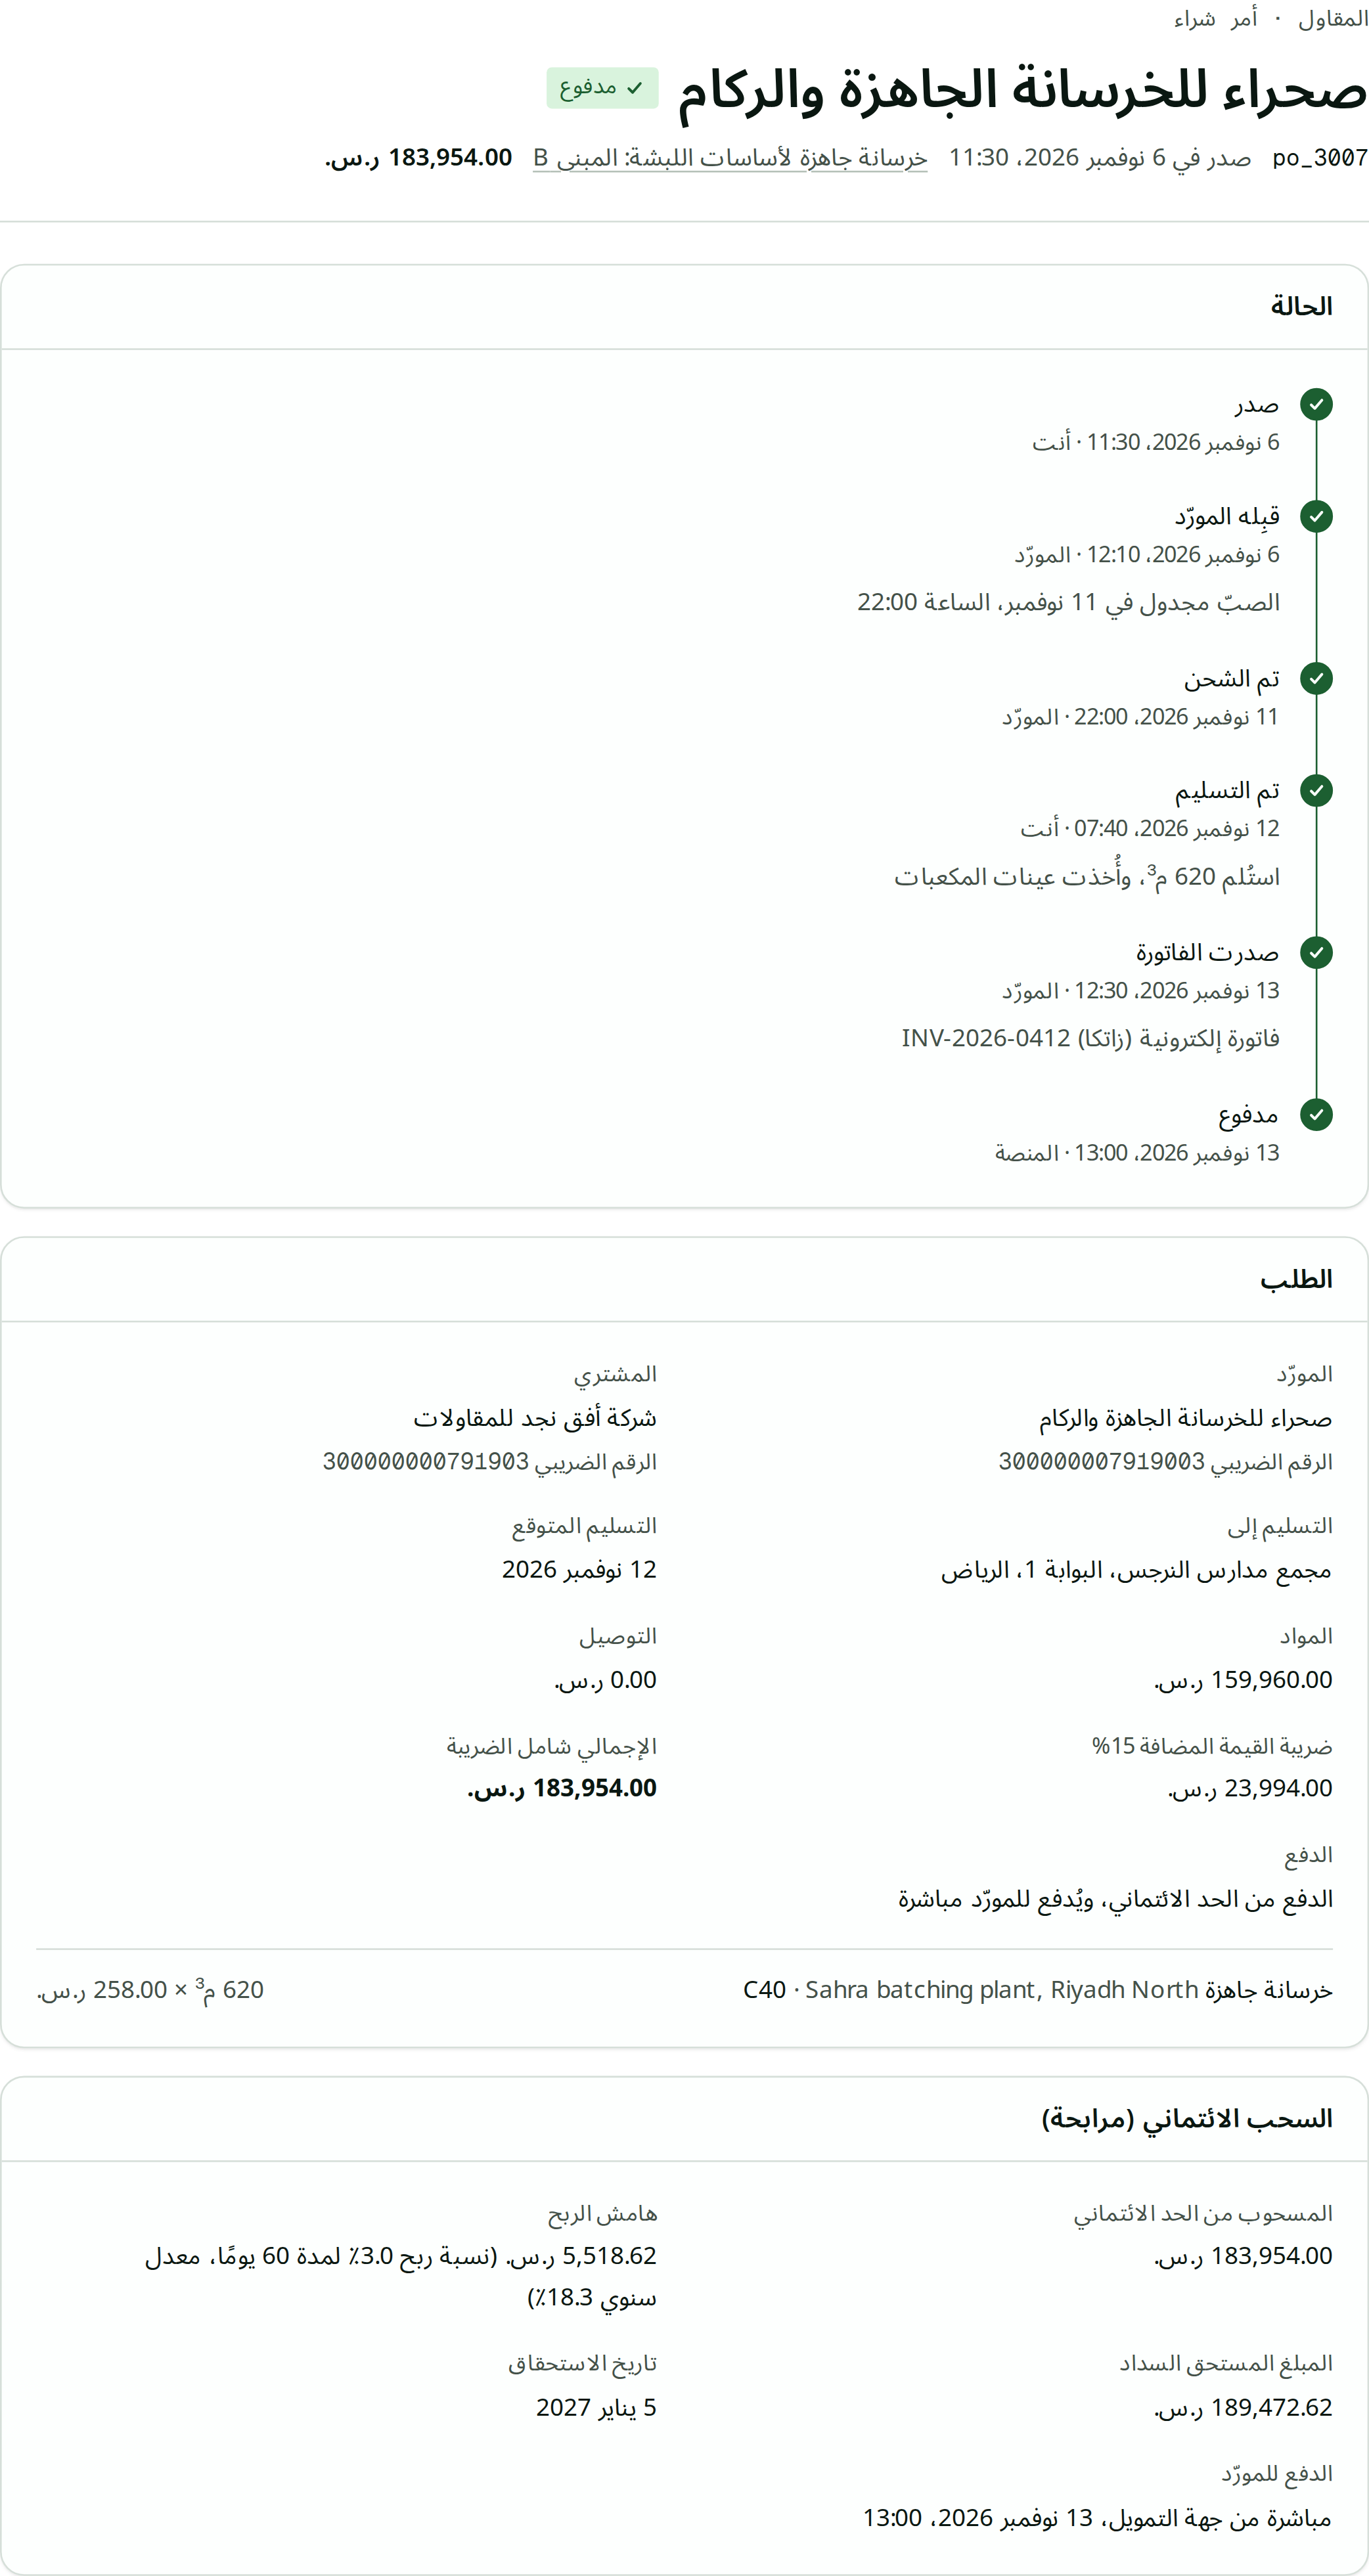 المقاول · أمر شراء
صحراء للخرسانة الجاهزة والركام مدفوع
po_3007 صدر في 6 نوفمبر 2026، 11:30 خرسانة جاهزة لأساسات اللبشة: المبنى B 183,954.00 ر.س.
الحالة
صدر
6 نوفمبر 2026، 11:30 · أنت
قبِله المورّد
6 نوفمبر 2026، 12:10 · المورّد
الصبّ مجدول في 11 نوفمبر، الساعة 22:00
تم الشحن
11 نوفمبر 2026، 22:00 · المورّد
تم التسليم
12 نوفمبر 2026، 07:40 · أنت
استُلم 620 م³، وأُخذت عينات المكعبات
صدرت الفاتورة
13 نوفمبر 2026، 12:30 · المورّد
فاتورة إلكترونية (زاتكا) INV-2026-0412
مدفوع
13 نوفمبر 2026، 13:00 · المنصة
الطلب
المورّد
صحراء للخرسانة الجاهزة والركام
الرقم الضريبي 300000007919003
المشتري
شركة أفق نجد للمقاولات
الرقم الضريبي 300000000791903
التسليم إلى
مجمع مدارس النرجس، البوابة 1، الرياض
التسليم المتوقع
12 نوفمبر 2026
المواد
159,960.00 ر.س.
التوصيل
0.00 ر.س.
ضريبة القيمة المضافة 15%
23,994.00 ر.س.
الإجمالي شامل الضريبة
183,954.00 ر.س.
الدفع
الدفع من الحد الائتماني، ويُدفع للمورّد مباشرة
خرسانة جاهزة C40 · Sahra batching plant, Riyadh North
620 م³ × 258.00 ر.س.
السحب الائتماني (مرابحة)
المسحوب من الحد الائتماني
183,954.00 ر.س.
هامش الربح
5,518.62 ر.س. (نسبة ربح 3.0٪ لمدة 60 يومًا، معدل
سنوي 18.3٪)
المبلغ المستحق السداد
189,472.62 ر.س.
تاريخ الاستحقاق
5 يناير 2027
الدفع للمورّد
مباشرة من جهة التمويل، 13 نوفمبر 2026، 13:00